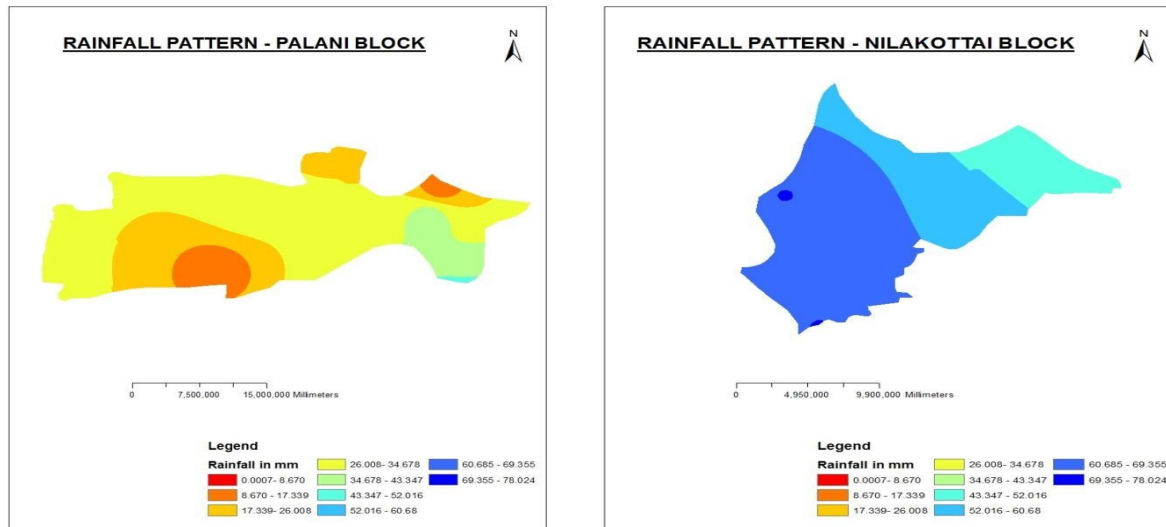 RAINFALL PATTERN - PALANI BLOCK
N
0 7,500,000 15,000,000 Millimeters
Legend
Rainfall in mm
0.0007- 8.670
8.670 - 17.339
17.339- 26.008
26.008- 34.678
34.678 - 43.347
43.347 - 52.016
52.016 - 60.68
60.685 - 69.355
69.355 - 78.024
RAINFALL PATTERN - NILAKOTTAI BLOCK
N
0 4,950,000 9,900,000 Millimeters
Legend
Rainfall in mm
0.0007- 8.670
8.670 - 17.339
17.339- 26.008
26.008- 34.678
34.678 - 43.347
43.347 - 52.016
52.016 - 60.68
60.685 - 69.355
69.355 - 78.024